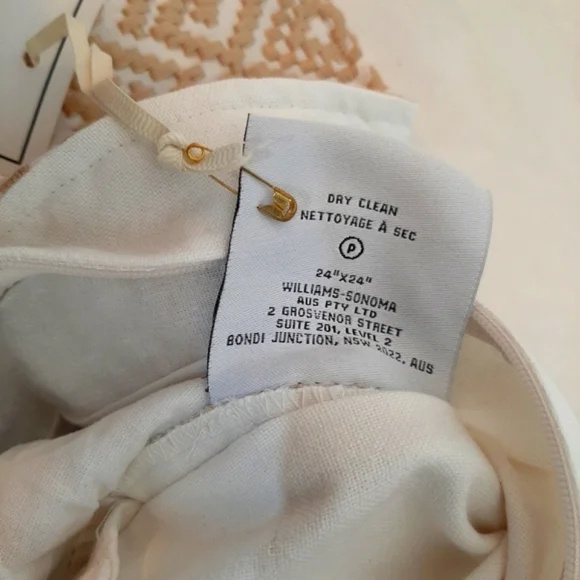 DRY CLEAN
NETTOYAGE À SEC
P
24"X24"
WILLIAMS-SONOMA
AUS PTY LTD
2 GROSVENOR STREET
SUITE 201, LEVEL 2
BONDI JUNCTION, NSW 2022, AUS